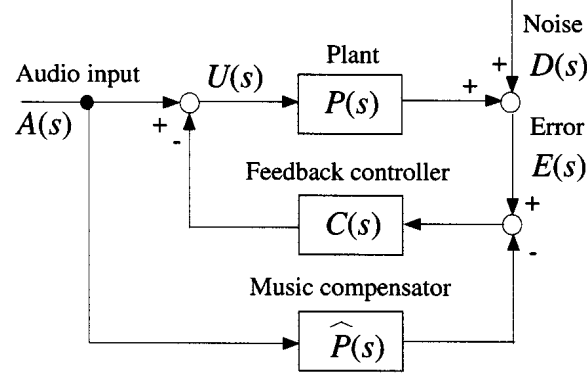 Noise
Plant
+
D(s)
Audio input
U(s)
+
P(s)
+
A(s)
+
-
Error
E(s)
Feedback controller
+
C(s)
-
Music compensator
P̂(s)